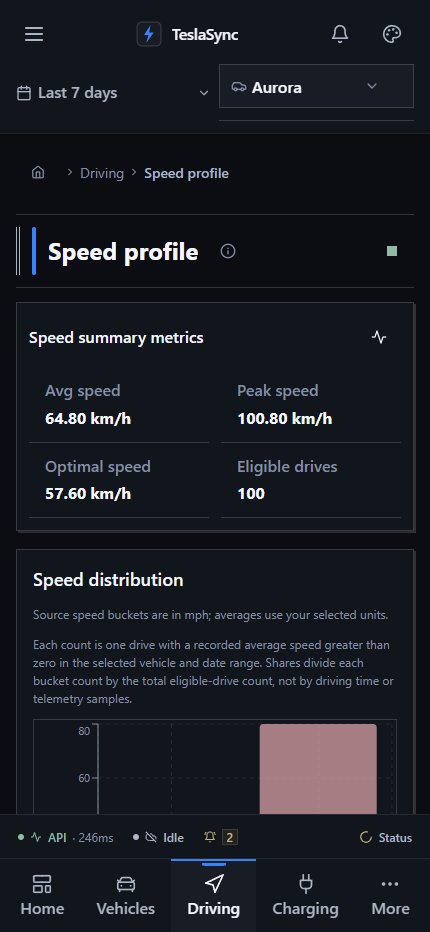 TeslaSync
Last 7 days
Aurora
Driving
Speed profile
Speed profile
Speed summary metrics
Avg speed
Peak speed
64.80 km/h
100.80 km/h
Optimal speed
Eligible drives
57.60 km/h
100
Speed distribution
Source speed buckets are in mph; averages use your selected units.
Each count is one drive with a recorded average speed greater than
zero in the selected vehicle and date range. Shares divide each
bucket count by the total eligible-drive count, not by driving time or
telemetry samples.
80
60
API · 246ms
Idle
2
Status
Home
Vehicles
Driving
Charging
More